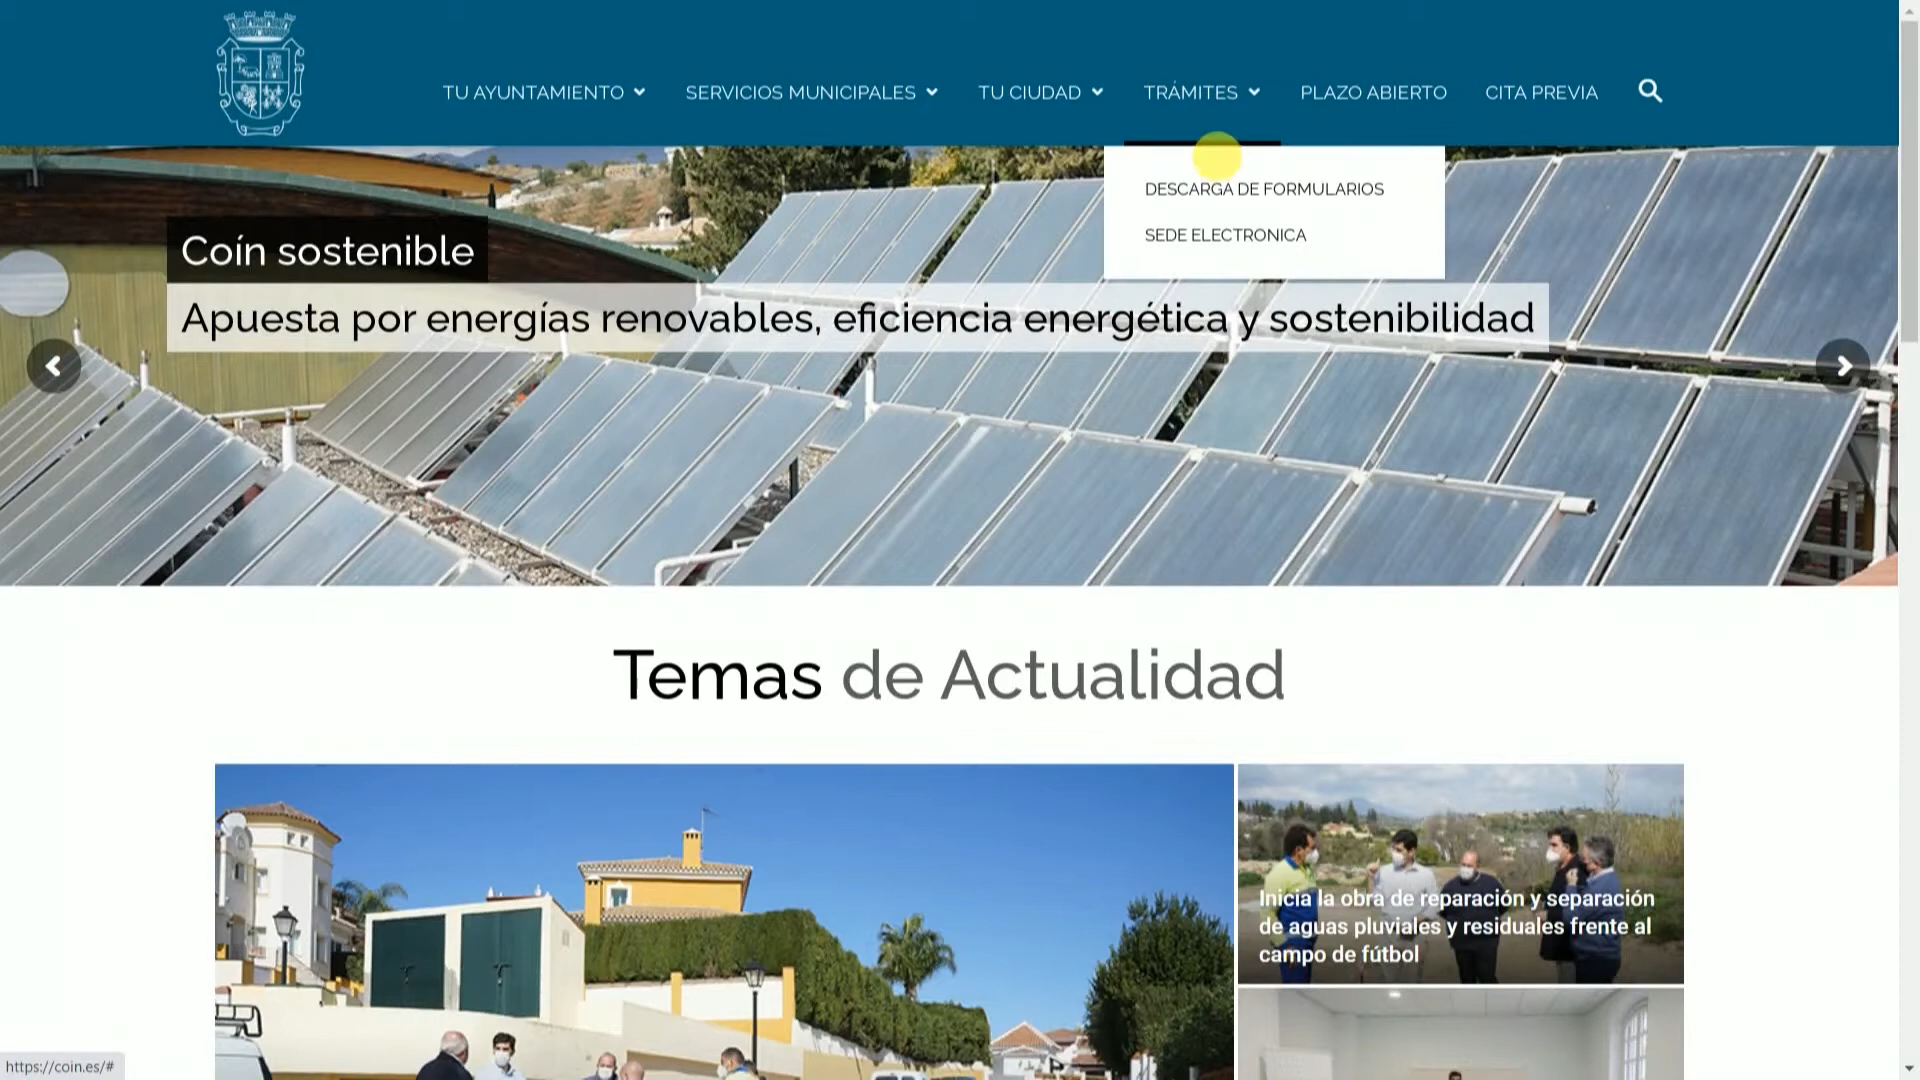 TU AYUNTAMIENTO
SERVICIOS MUNICIPALES
TU CIUDAD
TRÁMITES
PLAZO ABIERTO
CITA PREVIA
DESCARGA DE FORMULARIOS
SEDE ELECTRONICA
Coín sostenible
Apuesta por energías renovables, eficiencia energética y sostenibilidad
Temas de Actualidad
Inicia la obra de reparación y separación
de aguas pluviales y residuales frente al
campo de fútbol
https://coin.es/#